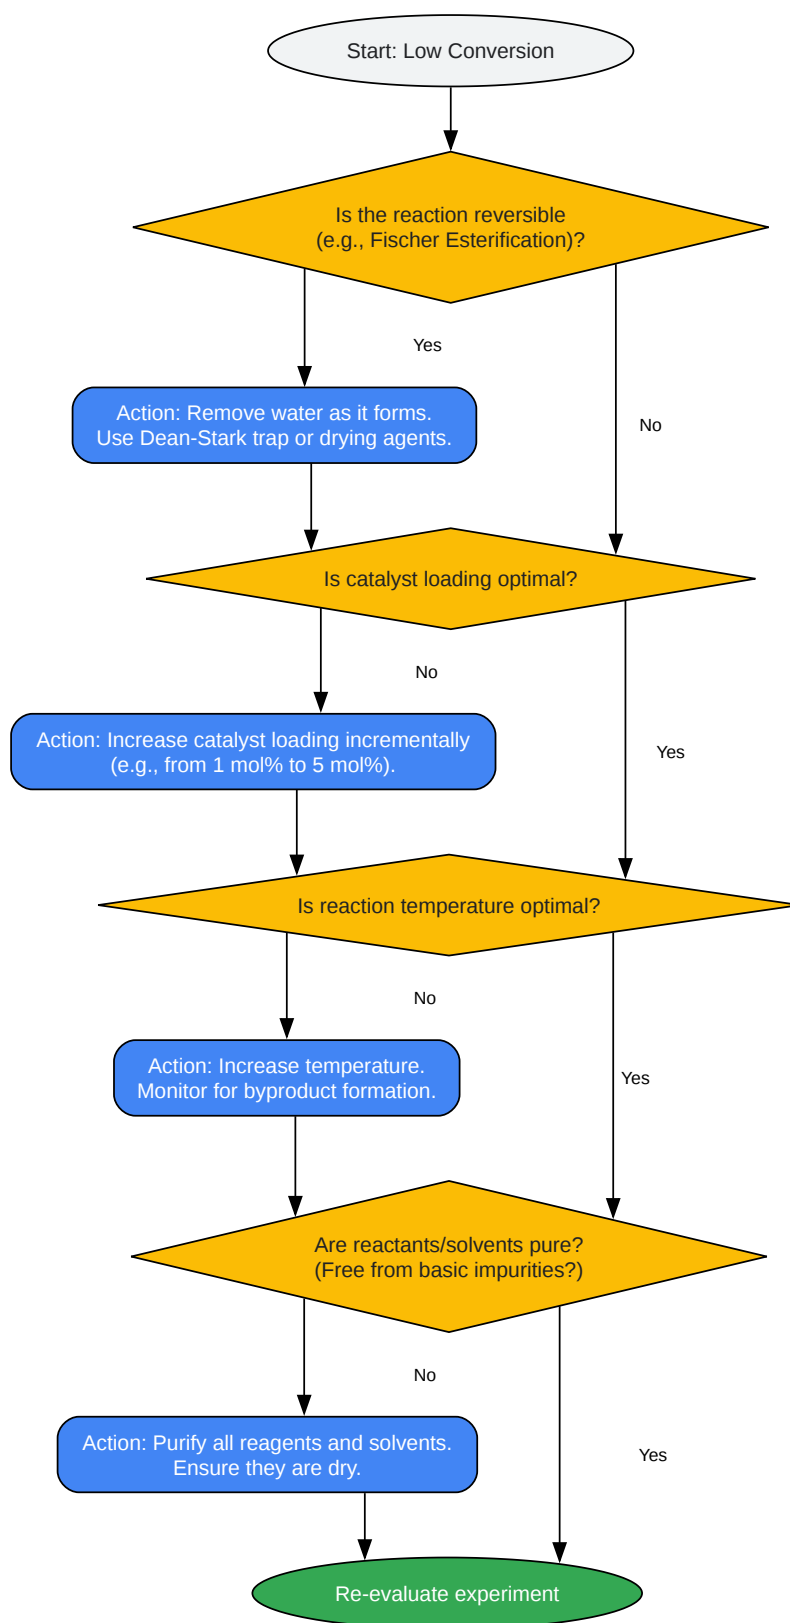 Start: Low Conversion
Is the reaction reversible
(e.g., Fischer Esterification)?
Yes
Action: Remove water as it forms.
Use Dean-Stark trap or drying agents.
No
Is catalyst loading optimal?
No
Action: Increase catalyst loading incrementally
(e.g., from 1 mol% to 5 mol%).
Yes
Is reaction temperature optimal?
No
Action: Increase temperature.
Monitor for byproduct formation.
Yes
Are reactants/solvents pure?
(Free from basic impurities?)
No
Action: Purify all reagents and solvents.
Ensure they are dry.
Yes
Re-evaluate experiment